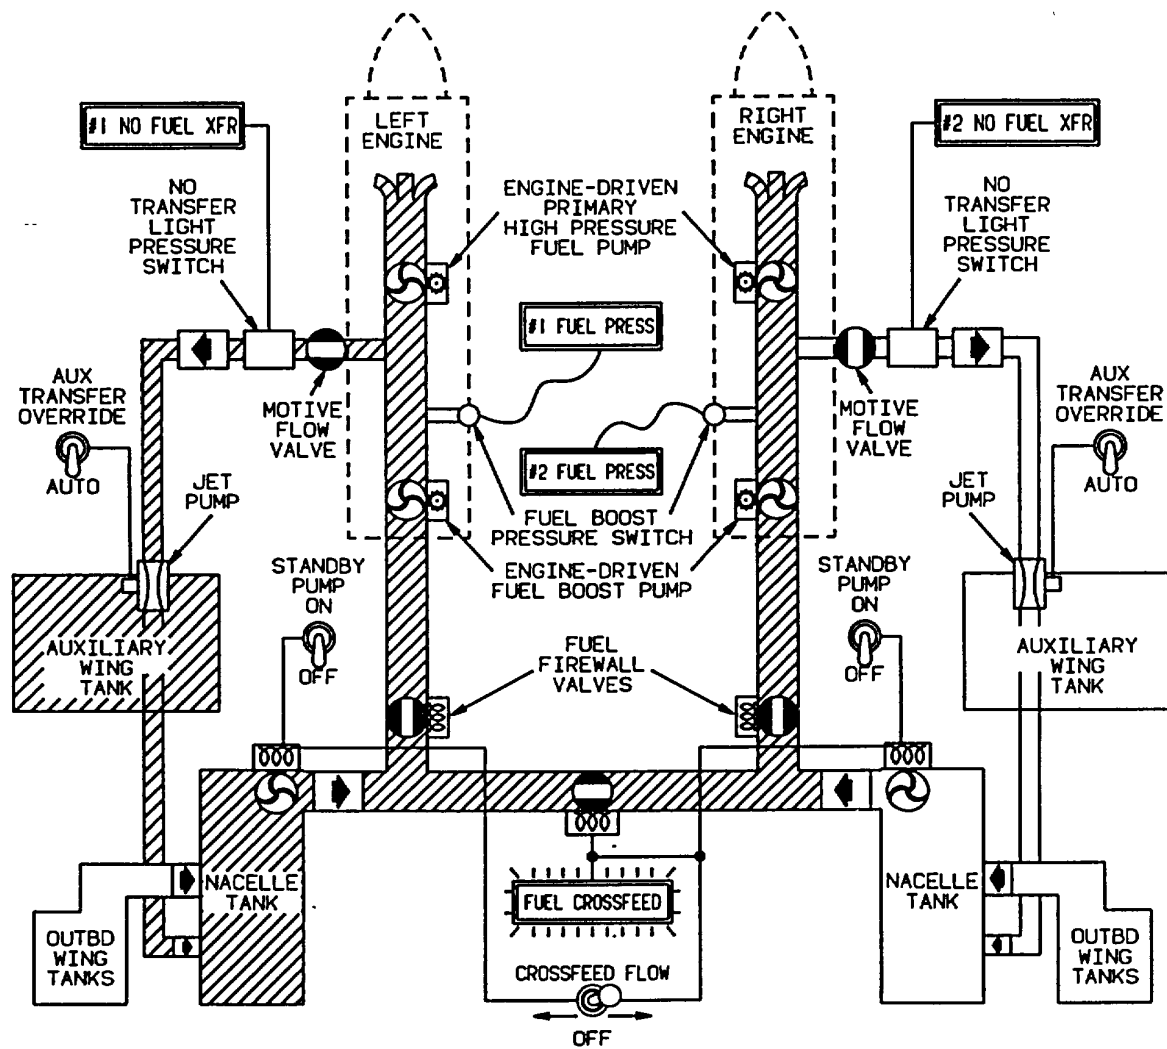 #1 NO FUEL XFR
LEFT
ENGINE
RIGHT
ENGINE
#2 NO FUEL XFR
NO
TRANSFER
LIGHT
PRESSURE
SWITCH
ENGINE-DRIVEN
PRIMARY
HIGH PRESSURE
FUEL PUMP
NO
TRANSFER
LIGHT
PRESSURE
SWITCH
#1 FUEL PRESS
AUX
TRANSFER
OVERRIDE
AUTO
MOTIVE
FLOW
VALVE
#2 FUEL PRESS
MOTIVE
FLOW
VALVE
AUX
TRANSFER
OVERRIDE
AUTO
JET
PUMP
FUEL BOOST
PRESSURE SWITCH
JET
PUMP
STANDBY
PUMP
ON
OFF
ENGINE-DRIVEN
FUEL BOOST PUMP
STANDBY
PUMP
ON
OFF
AUXILIARY
WING
TANK
FUEL
FIREWALL
VALVES
AUXILIARY
WING
TANK
NACELLE
TANK
FUEL CROSSFEED
NACELLE
TANK
OUTBD
WING
TANKS
OUTBD
WING
TANKS
CROSSFEED FLOW
OFF